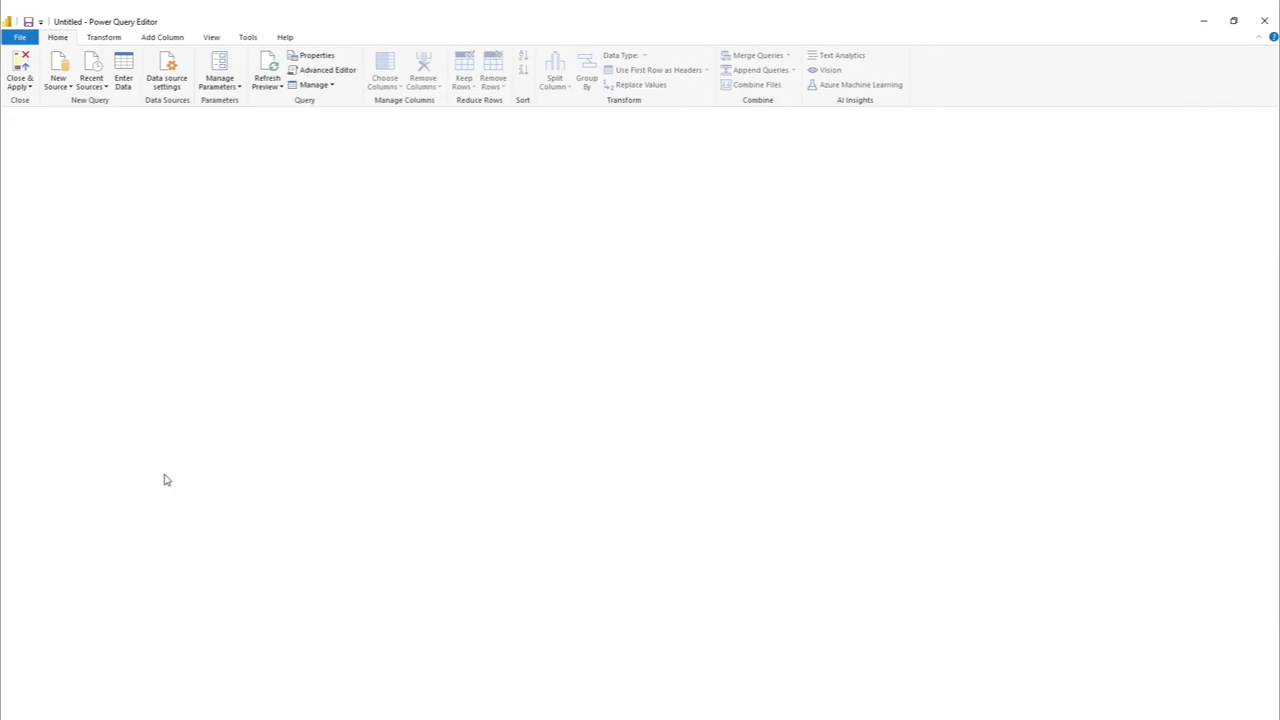 Untitled - Power Query Editor
File Home Transform Add Column View Tools Help
Close & Apply
New Source
Recent Sources
Enter Data
Data source settings
Manage Parameters
Refresh Preview
Properties
Advanced Editor
Manage
Choose Columns
Remove Columns
Keep Rows
Remove Rows
Split Column
Group By
Data Type:
Use First Row as Headers
Replace Values
Merge Queries
Append Queries
Combine Files
Text Analytics
Vision
Azure Machine Learning
Close New Query Data Sources Parameters Query Manage Columns Reduce Rows Sort Transform Combine AI Insights